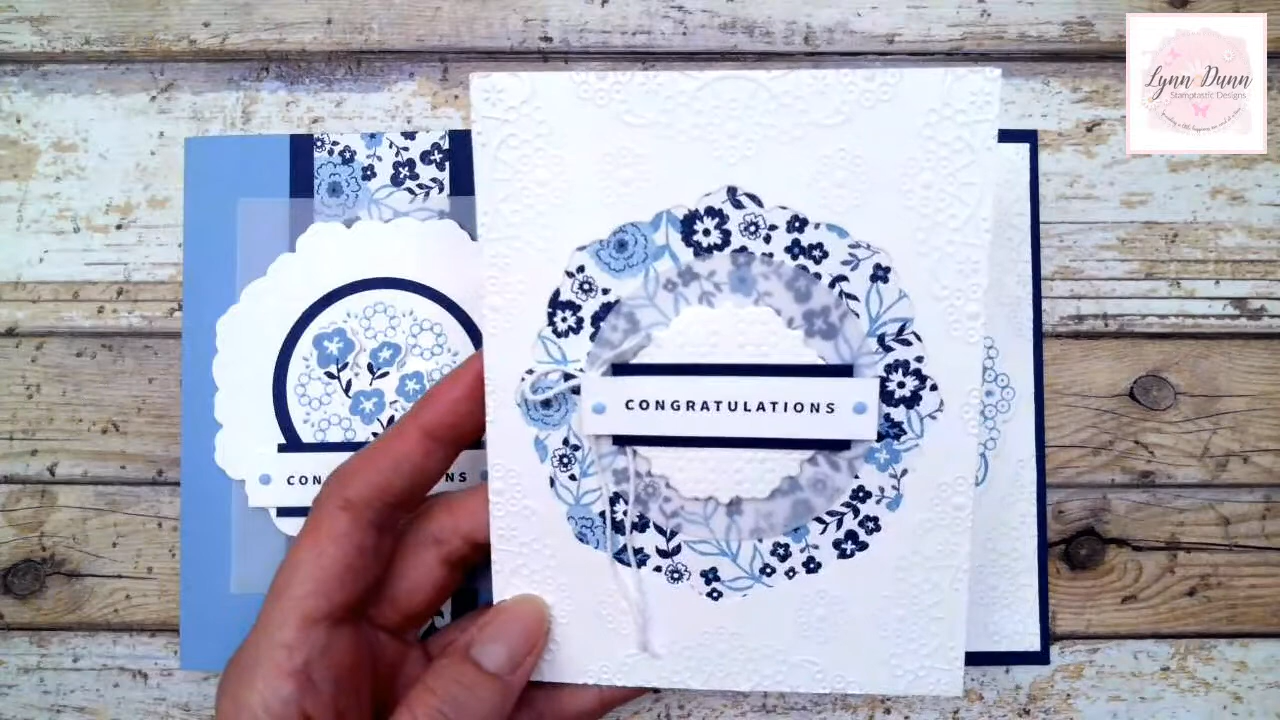 Lynn Dunn
Stamptastic Designs
CONGRATULATIONS
CON
NS